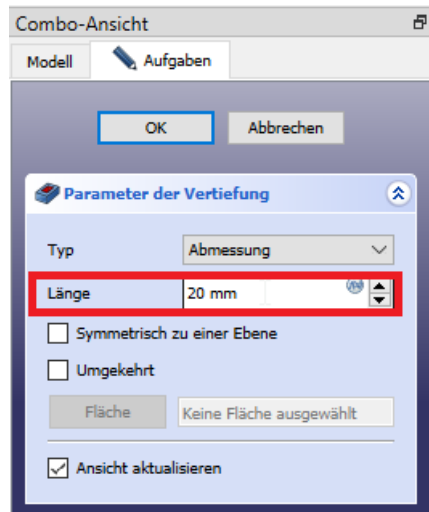 Combo-Ansicht
Modell Aufgaben
OK Abbrechen
Parameter der Vertiefung
Typ Abmessung
Länge 20 mm
Symmetrisch zu einer Ebene
Umgekehrt
Fläche Keine Fläche ausgewählt
Ansicht aktualisieren